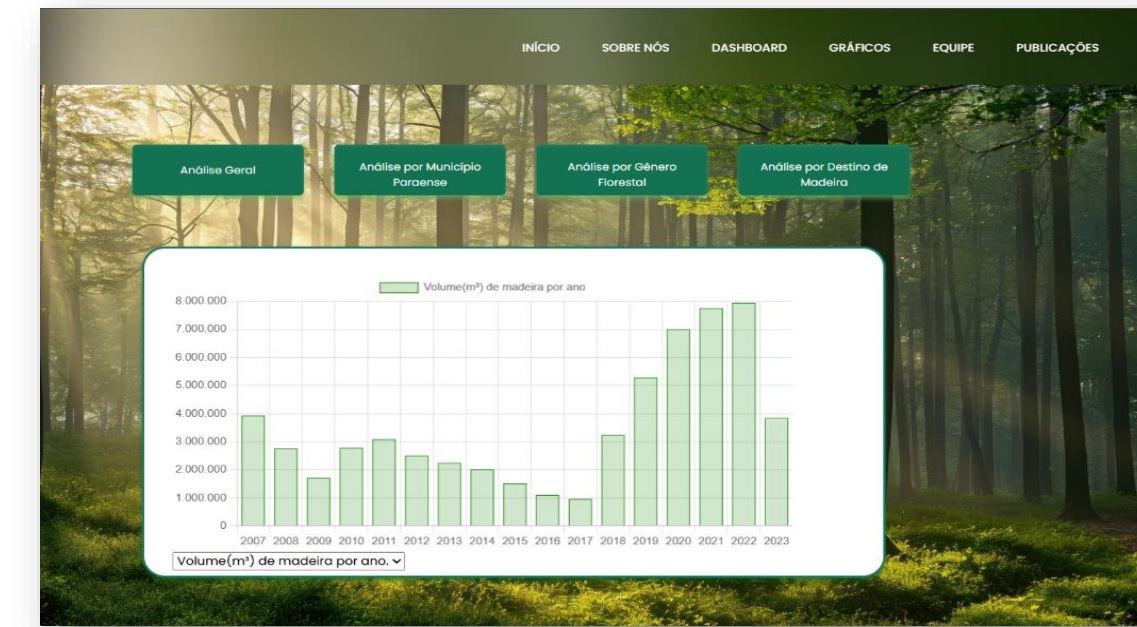 INÍCIO SOBRE NÓS DASHBOARD GRÁFICOS EQUIPE PUBLICAÇÕES
Análise Geral
Análise por Município
Paraense
Análise por Gênero
Florestal
Análise por Destino de
Madeira
Volume(m³) de madeira por ano
8.000.000
7.000.000
6.000.000
5.000.000
4.000.000
3.000.000
2.000.000
1.000.000
0
2007 2008 2009 2010 2011 2012 2013 2014 2015 2016 2017 2018 2019 2020 2021 2022 2023
Volume(m³) de madeira por ano.